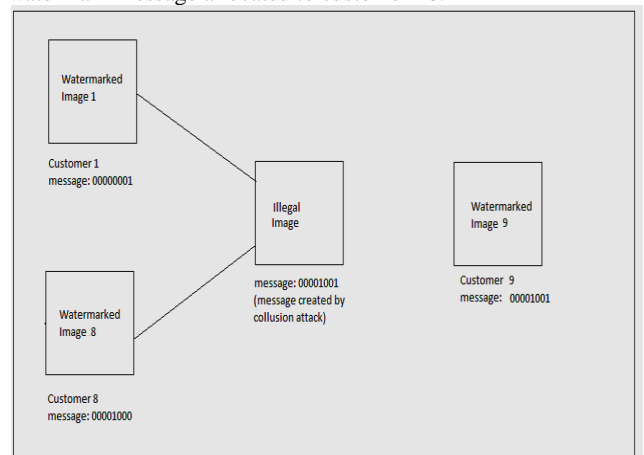 Watermarked
Image 1
Customer 1
message: 00000001
Illegal
Image
message: 00001001
(message created by
collusion attack)
Watermarked
Image 9
Customer 9
message: 00001001
Watermarked
Image 8
Customer 8
message: 00001000